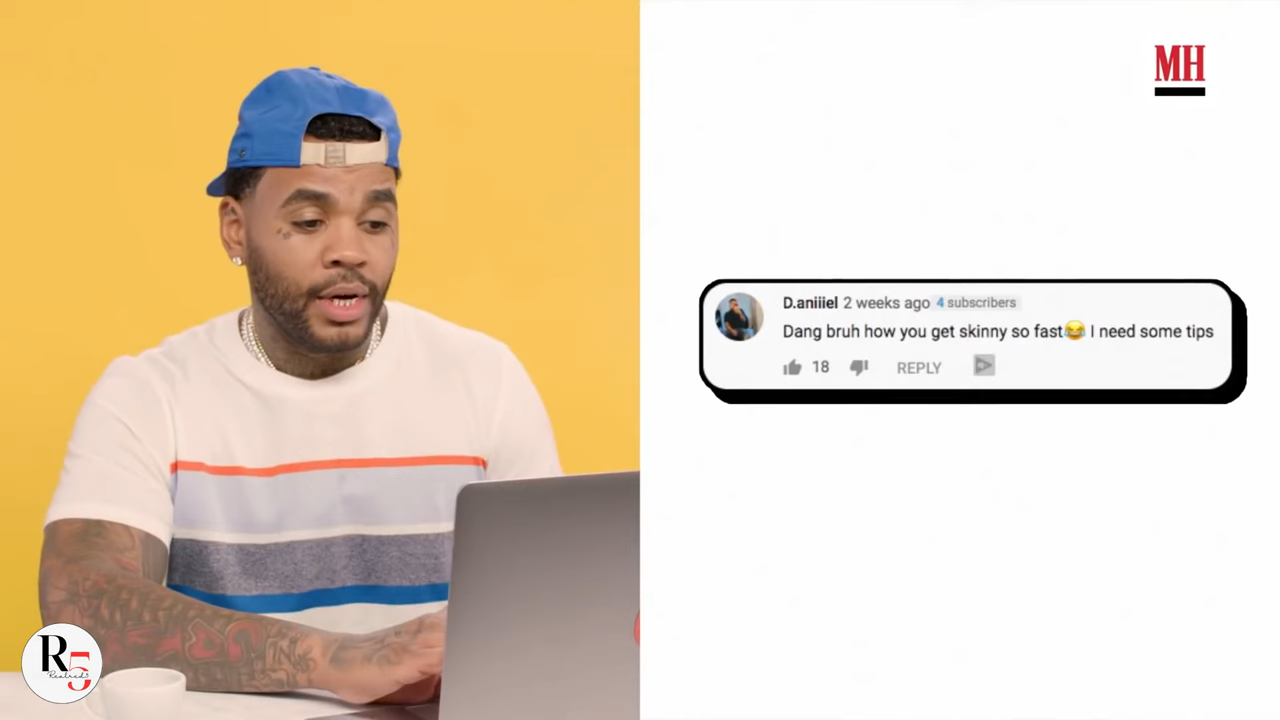 MH
D.aniiiel 2 weeks ago 4 subscribers
Dang bruh how you get skinny so fast😂 I need some tips
18 REPLY
R5
Realred5